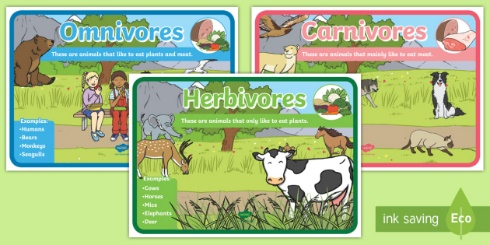 Omnivores
These are animals that like to eat plants and meat.
Examples:
•Humans
•Bears
•Monkeys
•Seagulls
Carnivores
These are animals that mainly like to eat meat.
Herbivores
These are animals that only like to eat plants.
Examples:
•Cows
•Horses
•Mice
•Elephants
•Deer
ink saving
Eco